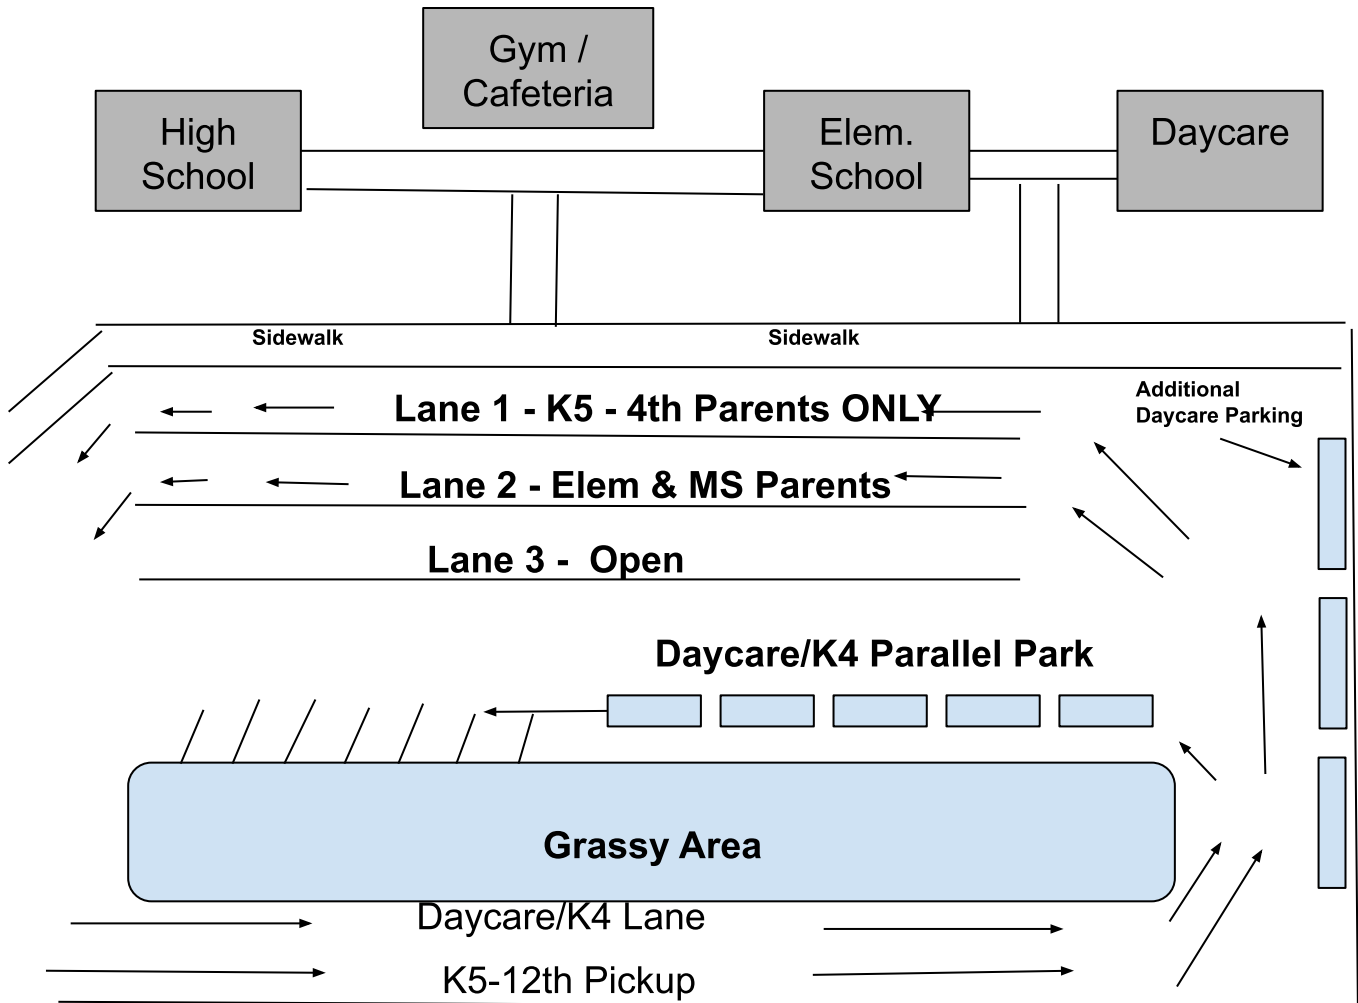 Gym /
Cafeteria
High
School
Elem.
School
Daycare
Sidewalk
Sidewalk
Lane 1 - K5 - 4th Parents ONLY
Additional
Daycare Parking
Lane 2 - Elem & MS Parents
Lane 3 -  Open
Daycare/K4 Parallel Park
Grassy Area
Daycare/K4 Lane
K5-12th Pickup